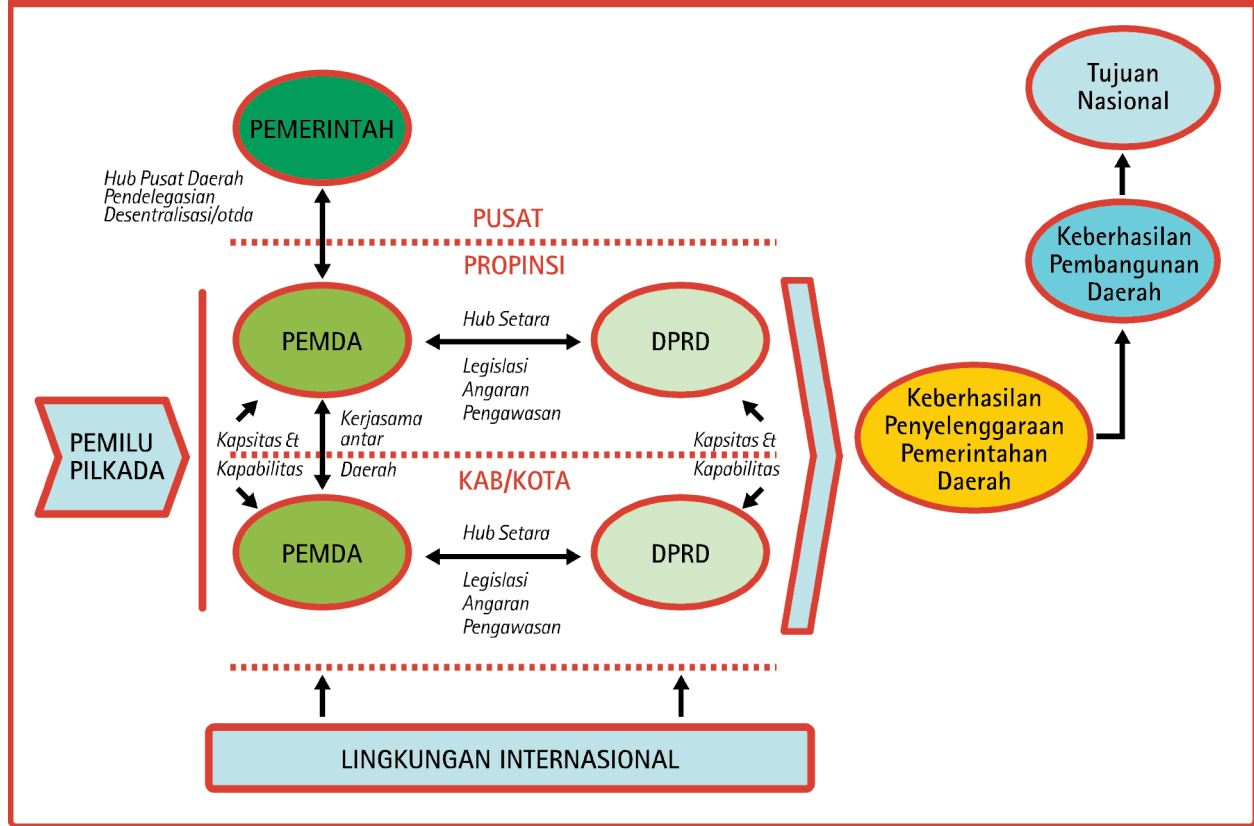 Tujuan
Nasional
PEMERINTAH
Hub Pusat Daerah
Pendelegasian
Desentralisasi/otda
PUSAT
PROPINSI
Keberhasilan
Pembangunan
Daerah
PEMDA
Hub Setara
Legislasi
Angaran
Pengawasan
DPRD
PEMILU
PILKADA
Kapsitas &
Kapabilitas
Kerjasama
antar
Daerah
Kapsitas &
Kapabilitas
Keberhasilan
Penyelenggaraan
Pemerintahan
Daerah
KAB/KOTA
PEMDA
Hub Setara
Legislasi
Angaran
Pengawasan
DPRD
LINGKUNGAN INTERNASIONAL